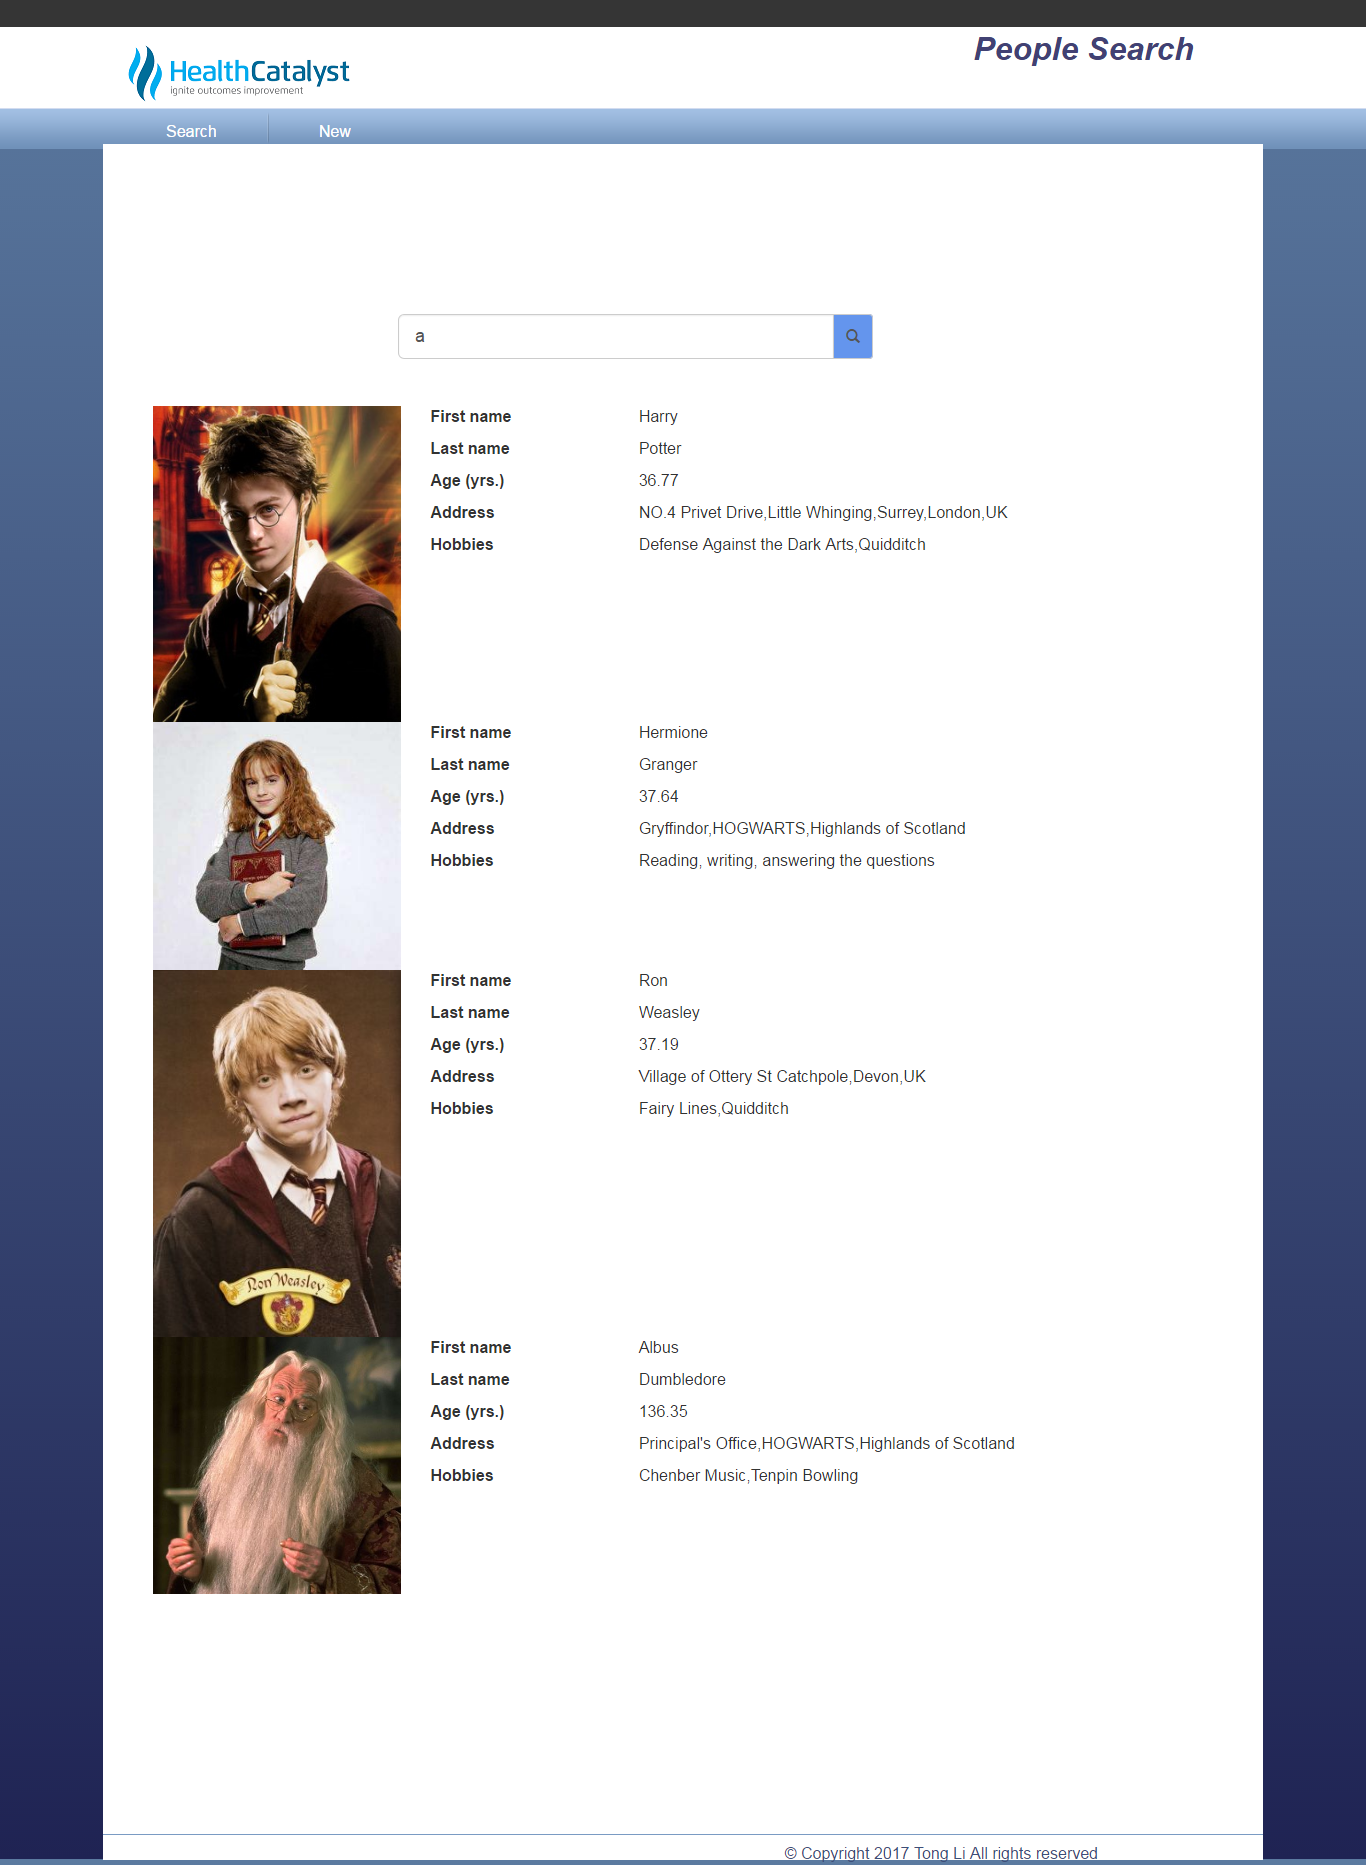 People Search
HealthCatalyst
ignite outcomes improvement
Search New
a
First name Harry
Last name Potter
Age (yrs.) 36.77
Address NO.4 Privet Drive,Little Whinging,Surrey,London,UK
Hobbies Defense Against the Dark Arts,Quidditch
First name Hermione
Last name Granger
Age (yrs.) 37.64
Address Gryffindor,HOGWARTS,Highlands of Scotland
Hobbies Reading, writing, answering the questions
First name Ron
Last name Weasley
Age (yrs.) 37.19
Address Village of Ottery St Catchpole,Devon,UK
Hobbies Fairy Lines,Quidditch
Ron Weasley
First name Albus
Last name Dumbledore
Age (yrs.) 136.35
Address Principal's Office,HOGWARTS,Highlands of Scotland
Hobbies Chenber Music,Tenpin Bowling
© Copyright 2017 Tong Li All rights reserved